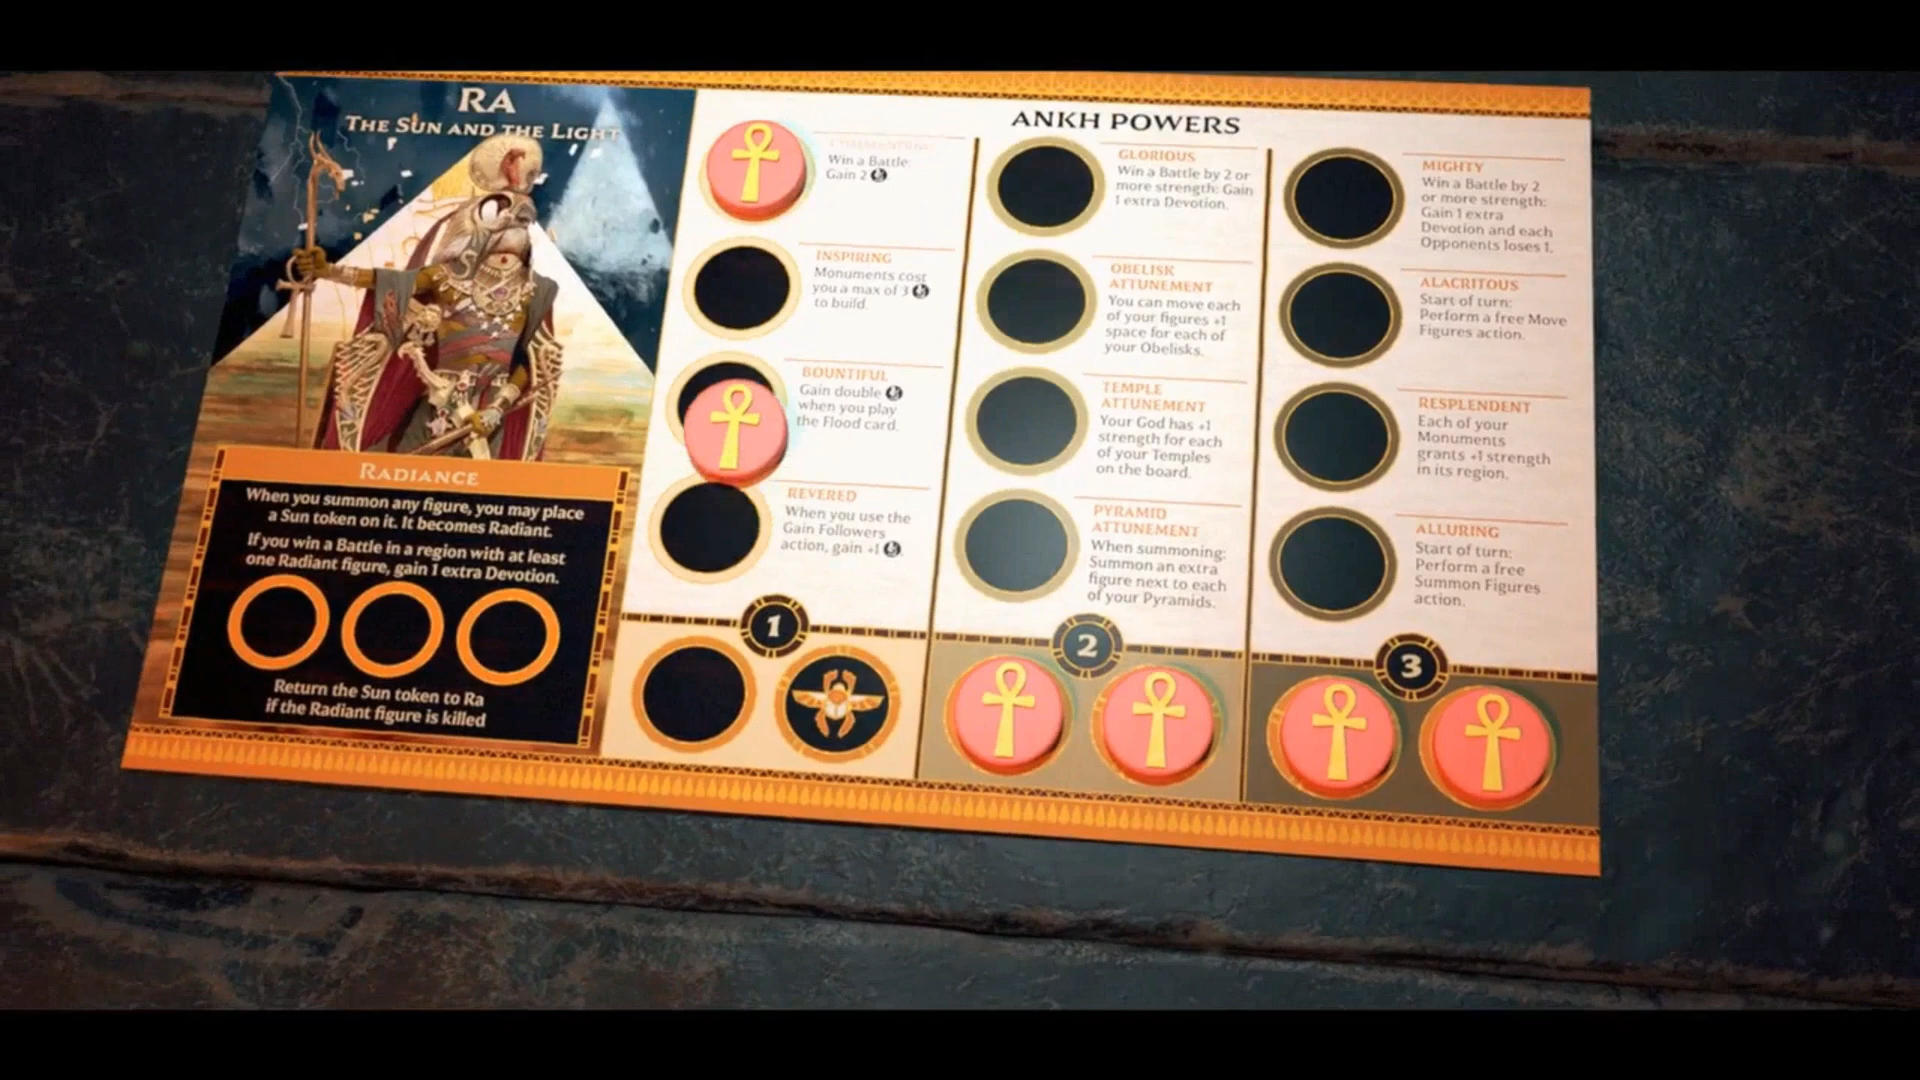 RA
THE SUN AND THE LIGHT
RADIANCE
When you summon any figure, you may place
a Sun token on it. It becomes Radiant.
If you win a Battle in a region with at least
one Radiant figure, gain 1 extra Devotion.
Return the Sun token to Ra
if the Radiant figure is killed
ANKH POWERS
Win a Battle:
Gain 2
INSPIRING
Monuments cost
you a max of 3
to build.
BOUNTIFUL
Gain double
when you play
the Flood card.
REVERED
When you use the
Gain Followers
action, gain +1
1
GLORIOUS
Win a Battle by 2 or
more strength: Gain
1 extra Devotion.
OBELISK
ATTUNEMENT
You can move each
of your figures +1
space for each of
your Obelisks.
TEMPLE
ATTUNEMENT
Your God has +1
strength for each
of your Temples
on the board.
PYRAMID
ATTUNEMENT
When summoning:
Summon an extra
figure next to each
of your Pyramids.
2
MIGHTY
Win a Battle by 2
or more strength:
Gain 1 extra
Devotion and each
Opponents loses 1.
ALACRITOUS
Start of turn:
Perform a free Move
Figures action.
RESPLENDENT
Each of your
Monuments
grants +1 strength
in its region.
ALLURING
Start of turn:
Perform a free
Summon Figures
action.
3